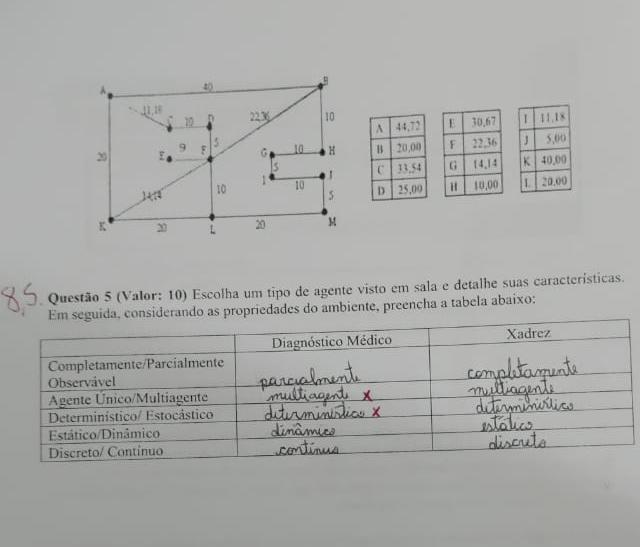 A 40 B
11,18 C 10 D 22,36 10
20 E 9 F 5 G 10 H
5 I 10 J
14,14 10 5
K 20 L 20 M
A 44,72
B 20,00
C 33,54
D 25,00
E 30,67
F 22,36
G 14,14
H 10,00
I 11,18
J 5,00
K 40,00
L 20,00
8,5. Questão 5 (Valor: 10) Escolha um tipo de agente visto em sala e detalhe suas características.
Em seguida, considerando as propriedades do ambiente, preencha a tabela abaixo:
Diagnóstico Médico Xadrez
Completamente/Parcialmente
Observável parcialmente completamente
Agente Único/Multiagente multiagente x multiagente
Determinístico/ Estocástico determinístico x determinístico
Estático/Dinâmico dinâmico estático
Discreto/ Contínuo contínuo discreto